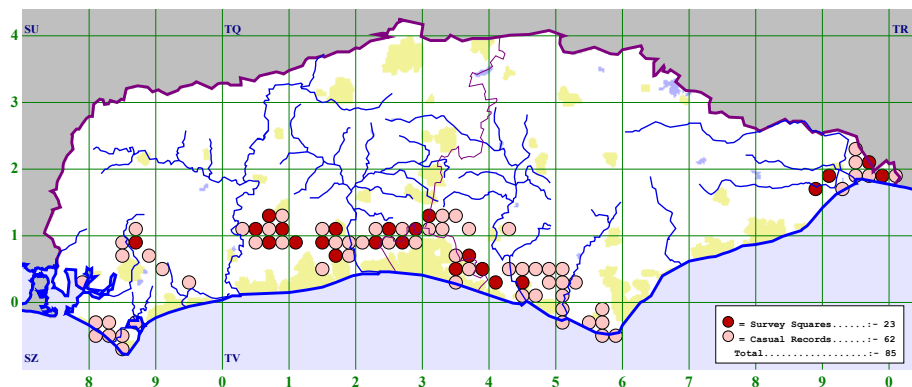 SU TQ TR
4
3
2
1
0
= Survey Squares......:- 23
= Casual Records......:- 62
Total..................:- 85
SZ TV
8 9 0 1 2 3 4 5 6 7 8 9 0